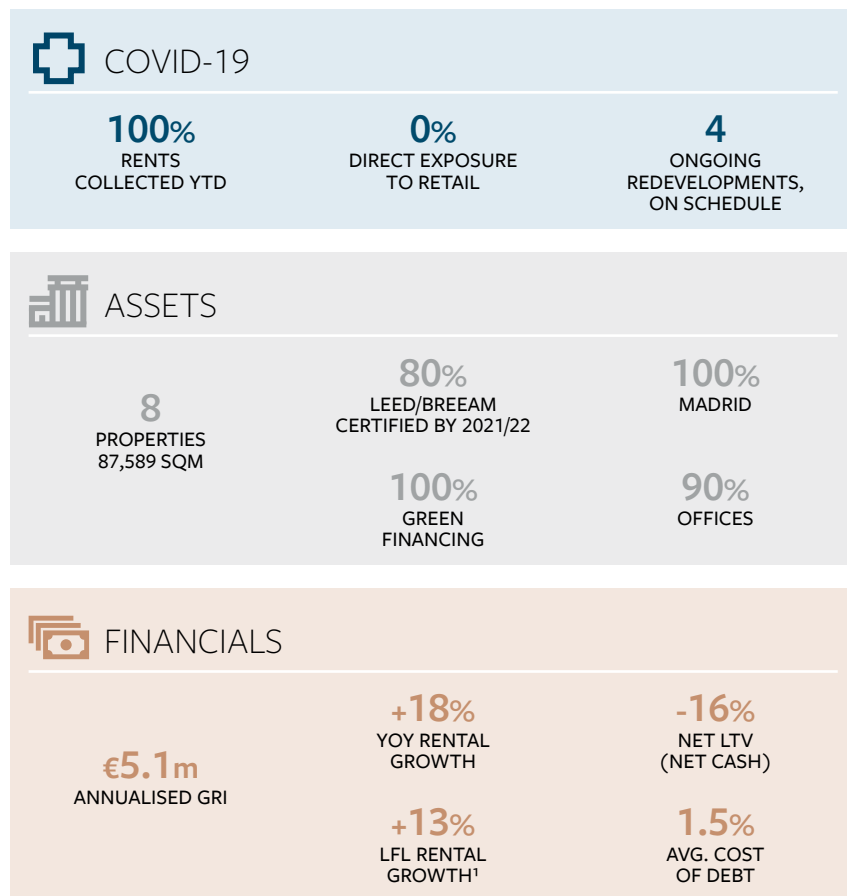 COVID-19
100%
RENTS
COLLECTED YTD
0%
DIRECT EXPOSURE
TO RETAIL
4
ONGOING
REDEVELOPMENTS,
ON SCHEDULE
ASSETS
8
PROPERTIES
87,589 SQM
80%
LEED/BREEAM
CERTIFIED BY 2021/22
100%
GREEN
FINANCING
100%
MADRID
90%
OFFICES
FINANCIALS
€5.1m
ANNUALISED GRI
+18%
YOY RENTAL
GROWTH
+13%
LFL RENTAL
GROWTH¹
-16%
NET LTV
(NET CASH)
1.5%
AVG. COST
OF DEBT